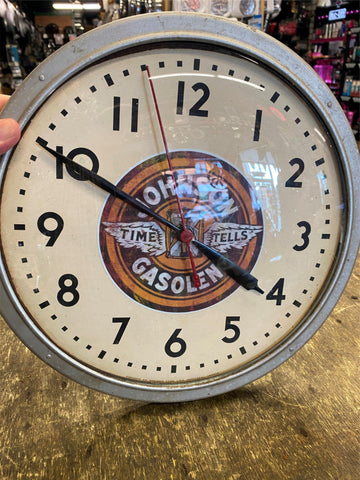 12
11 1
10 2
JOHNSON
9 TIME TELLS 3
GASOLENE
8 4
7 5
6